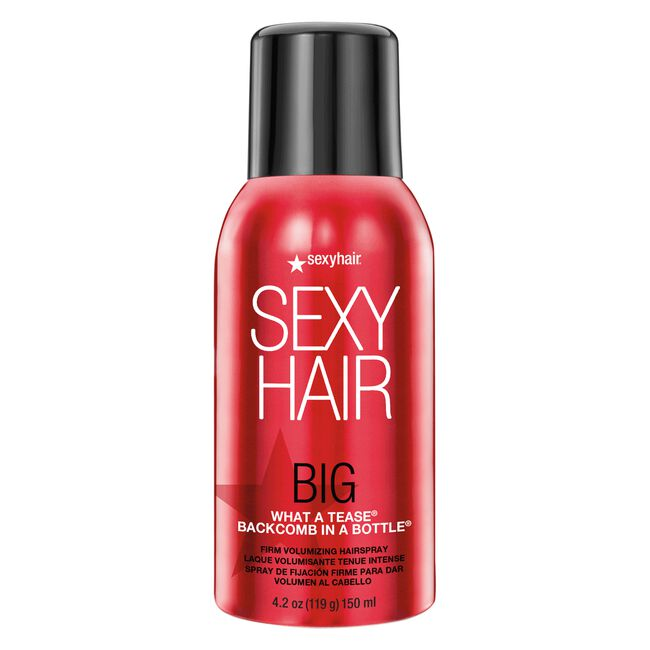 sexyhair.
SEXY
HAIR
BIG
WHAT A TEASE®
BACKCOMB IN A BOTTLE®
FIRM VOLUMIZING HAIRSPRAY
LAQUE VOLUMISANTE TENUE INTENSE
SPRAY DE FIJACIÓN FIRME PARA DAR
VOLUMEN AL CABELLO
4.2 oz (119 g) 150 ml